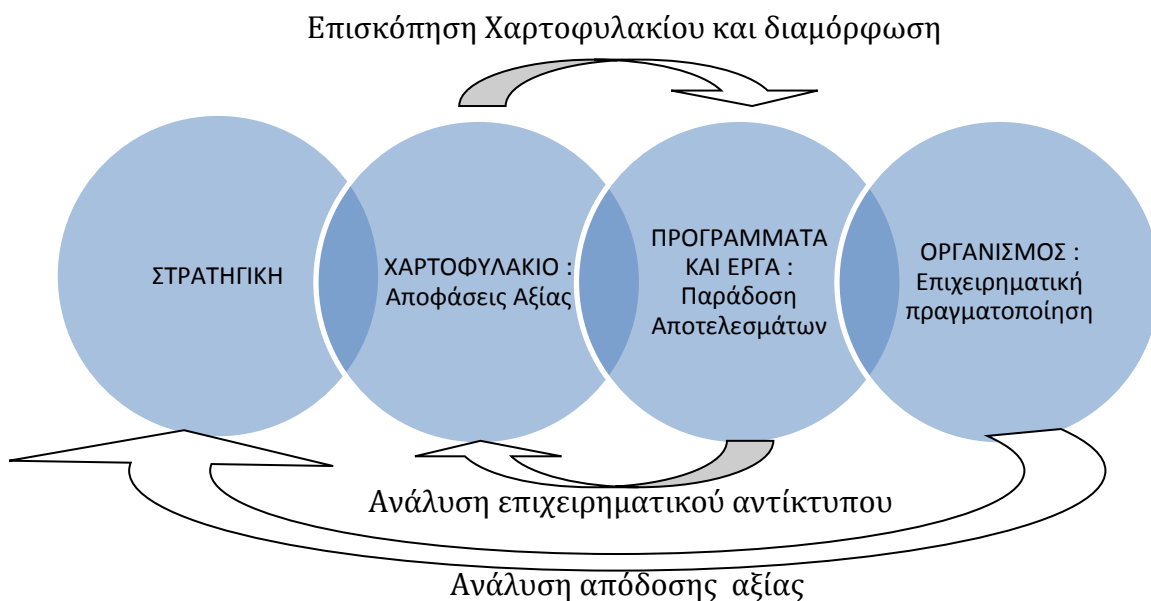 Επισκόπηση Χαρτοφυλακίου και διαμόρφωση
ΣΤΡΑΤΗΓΙΚΗ
ΧΑΡΤΟΦΥΛΑΚΙΟ :
Αποφάσεις Αξίας
ΠΡΟΓΡΑΜΜΑΤΑ
ΚΑΙ ΕΡΓΑ :
Παράδοση
Αποτελεσμάτων
ΟΡΓΑΝΙΣΜΟΣ :
Επιχειρηματική
πραγματοποίηση
Ανάλυση επιχειρηματικού αντίκτυπου
Ανάλυση απόδοσης αξίας